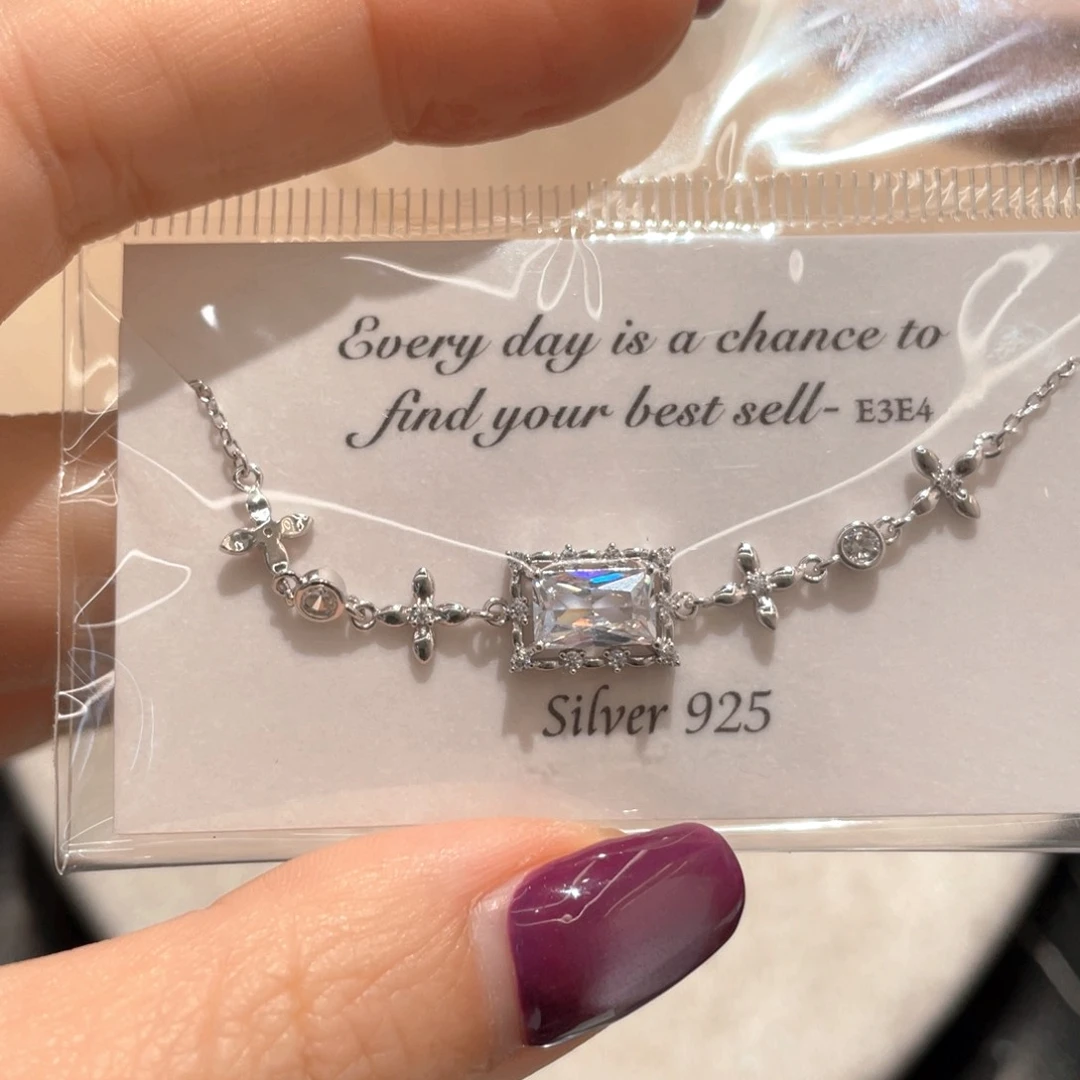 Every day is a chance to
find your best sell- E3E4
Silver 925